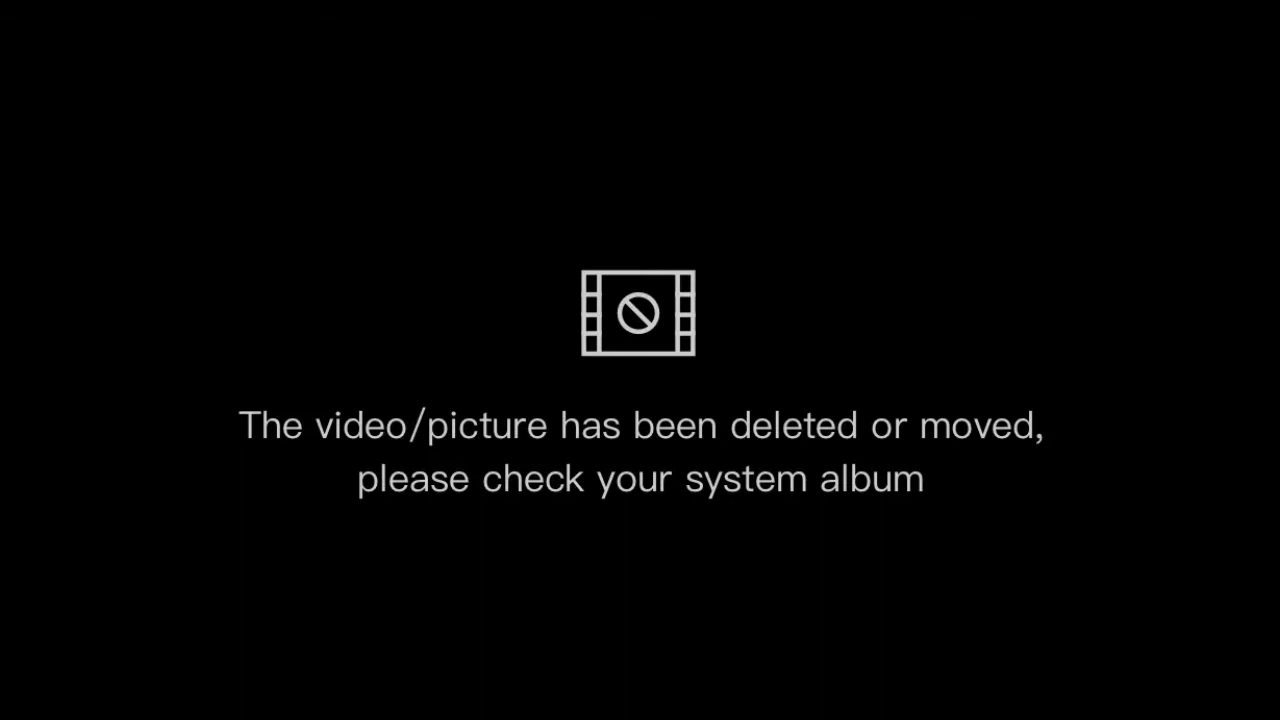 The video/picture has been deleted or moved,
please check your system album